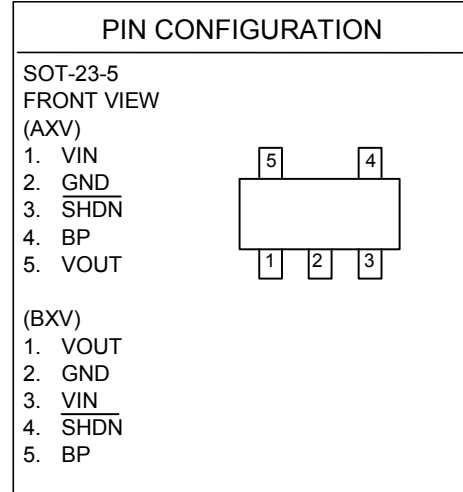 PIN CONFIGURATION
SOT-23-5
FRONT VIEW
(AXV)
1. VIN
2. GND
3. SHDN
4. BP
5. VOUT
5 4
1 2 3
(BXV)
1. VOUT
2. GND
3. VIN
4. SHDN
5. BP